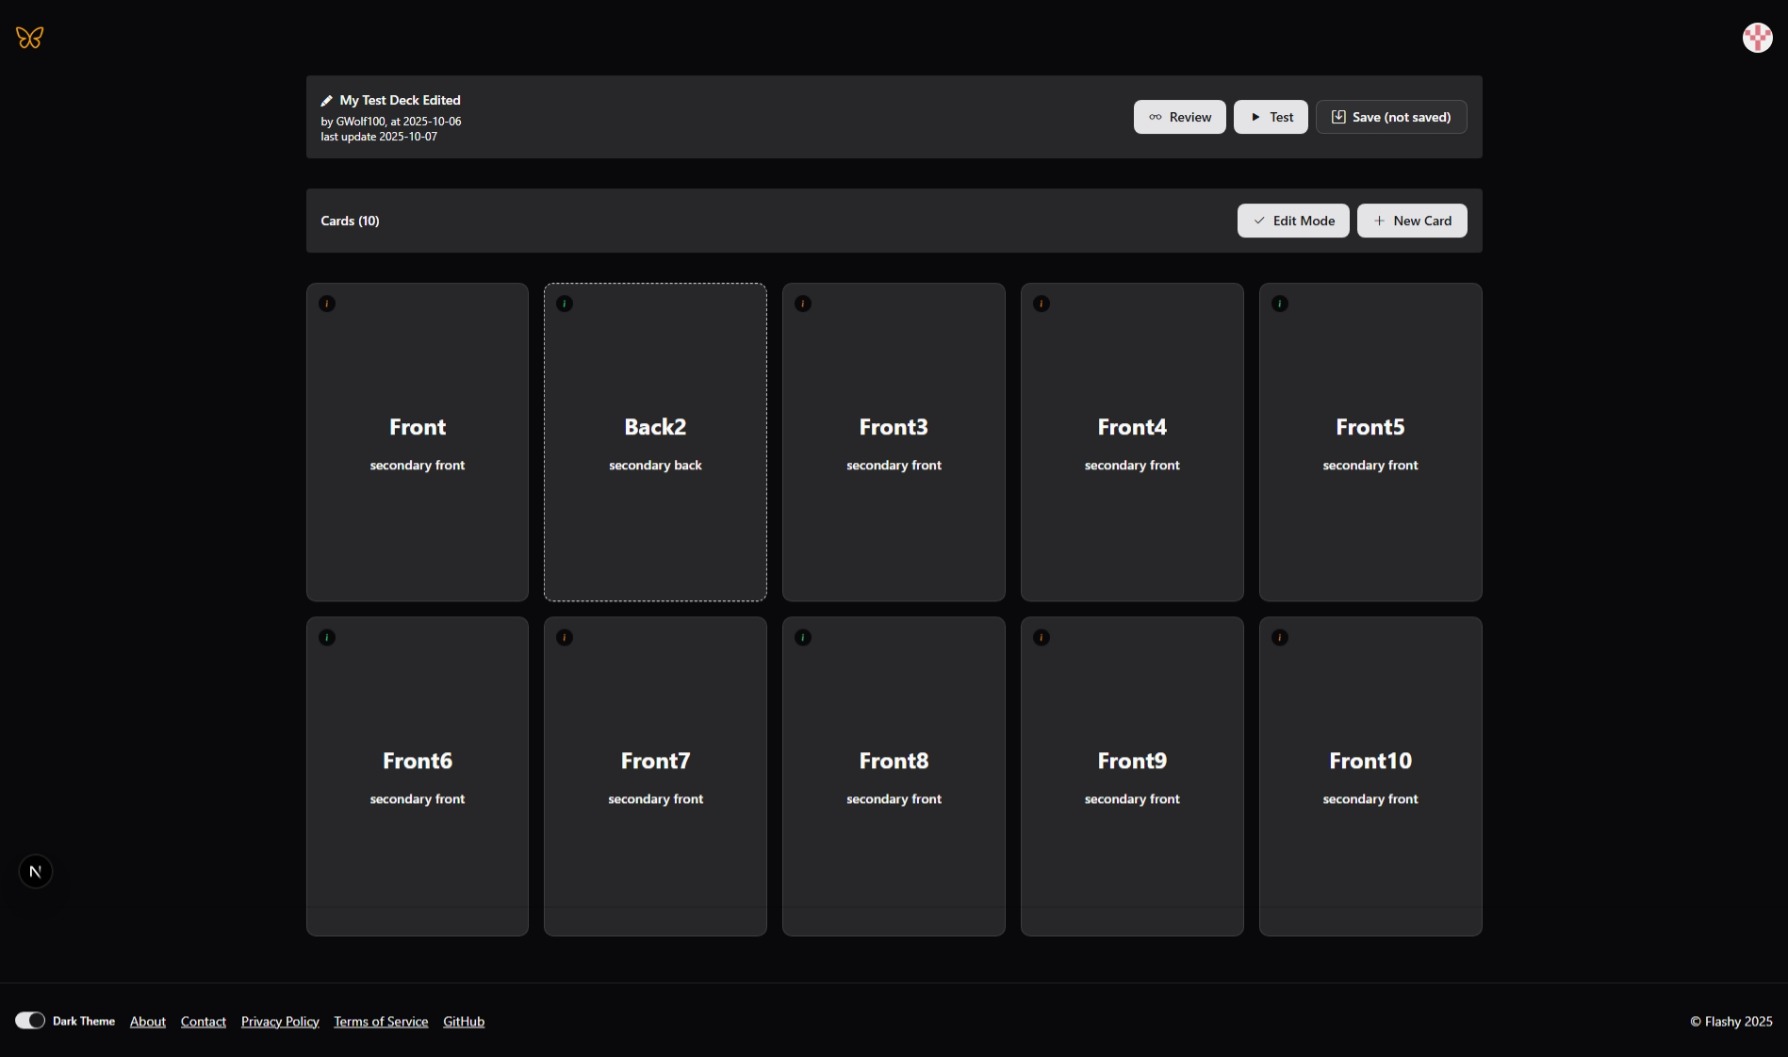 My Test Deck Edited
by GWolf100, at 2025-10-06
last update 2025-10-07
Review
Test
Save (not saved)
Cards (10)
Edit Mode
New Card
i
i
i
i
i
Front
secondary front
Back2
secondary back
Front3
secondary front
Front4
secondary front
Front5
secondary front
i
i
i
i
i
Front6
secondary front
Front7
secondary front
Front8
secondary front
Front9
secondary front
Front10
secondary front
N
Dark Theme
About
Contact
Privacy Policy
Terms of Service
GitHub
© Flashy 2025